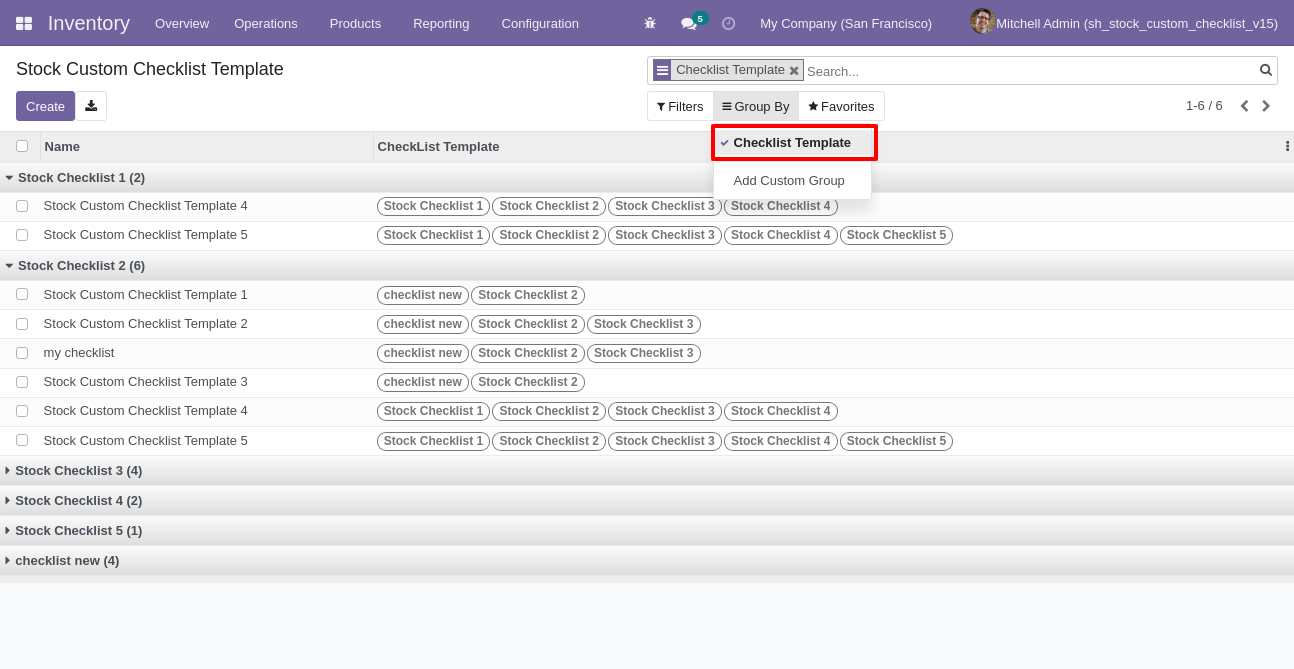 Inventory Overview Operations Products Reporting Configuration 5 My Company (San Francisco) Mitchell Admin (sh_stock_custom_checklist_v15)
Stock Custom Checklist Template
Checklist Template Search...
Create
Filters Group By Favorites
1-6 / 6
Name CheckList Template
Checklist Template
Add Custom Group
Stock Checklist 1 (2)
Stock Custom Checklist Template 4 Stock Checklist 1 Stock Checklist 2 Stock Checklist 3 Stock Checklist 4
Stock Custom Checklist Template 5 Stock Checklist 1 Stock Checklist 2 Stock Checklist 3 Stock Checklist 4 Stock Checklist 5
Stock Checklist 2 (6)
Stock Custom Checklist Template 1 checklist new Stock Checklist 2
Stock Custom Checklist Template 2 checklist new Stock Checklist 2 Stock Checklist 3
my checklist checklist new Stock Checklist 2 Stock Checklist 3
Stock Custom Checklist Template 3 checklist new Stock Checklist 2
Stock Custom Checklist Template 4 Stock Checklist 1 Stock Checklist 2 Stock Checklist 3 Stock Checklist 4
Stock Custom Checklist Template 5 Stock Checklist 1 Stock Checklist 2 Stock Checklist 3 Stock Checklist 4 Stock Checklist 5
Stock Checklist 3 (4)
Stock Checklist 4 (2)
Stock Checklist 5 (1)
checklist new (4)